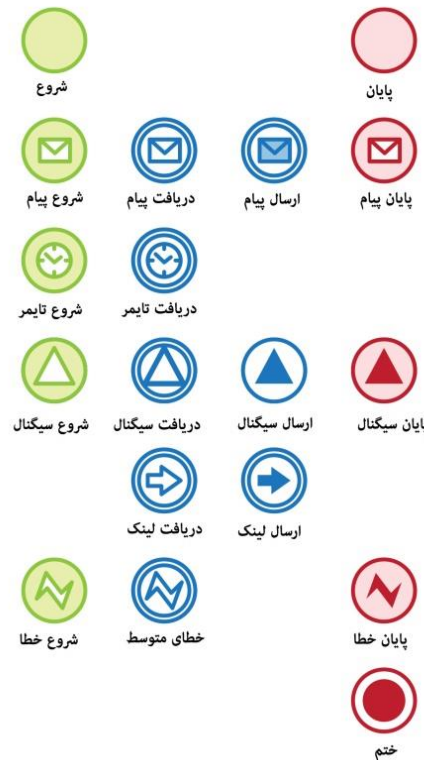 شروع
پایان
شروع پیام
دریافت پیام
ارسال پیام
پایان پیام
شروع تایمر
دریافت تایمر
شروع سیگنال
دریافت سیگنال
ارسال سیگنال
پایان سیگنال
دریافت لینک
ارسال لینک
شروع خطا
خطای متوسط
پایان خطا
ختم